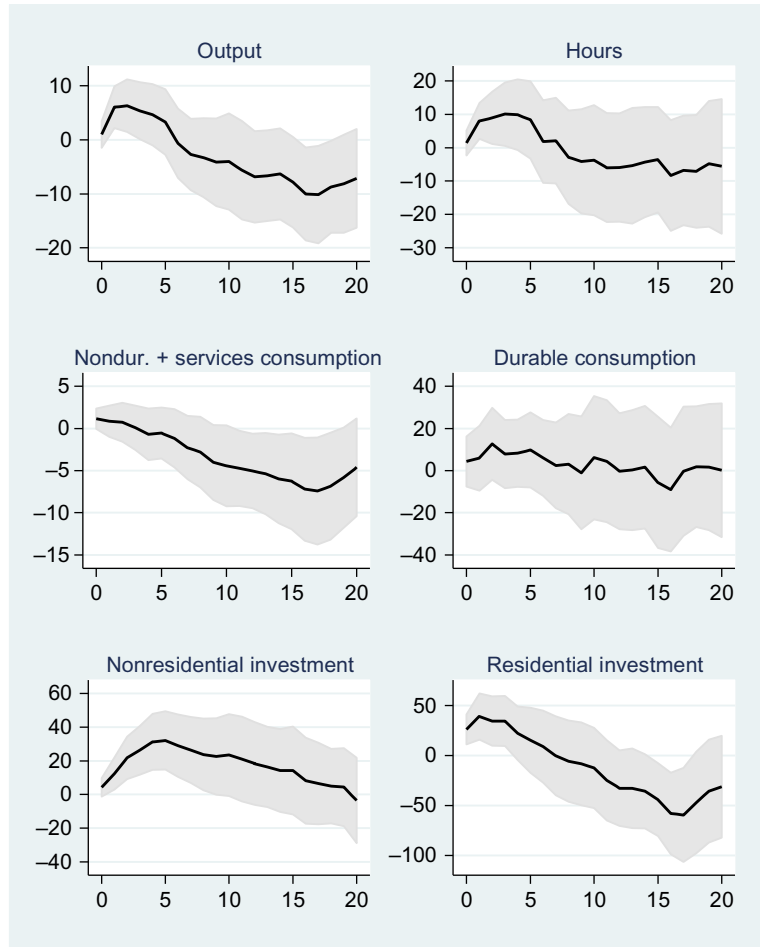 Output
10
0
–10
–20
0 5 10 15 20
Hours
20
10
0
–10
–20
–30
0 5 10 15 20
Nondur. + services consumption
5
0
–5
–10
–15
0 5 10 15 20
Durable consumption
40
20
0
–20
–40
0 5 10 15 20
Nonresidential investment
60
40
20
0
–20
–40
0 5 10 15 20
Residential investment
50
0
–50
–100
0 5 10 15 20